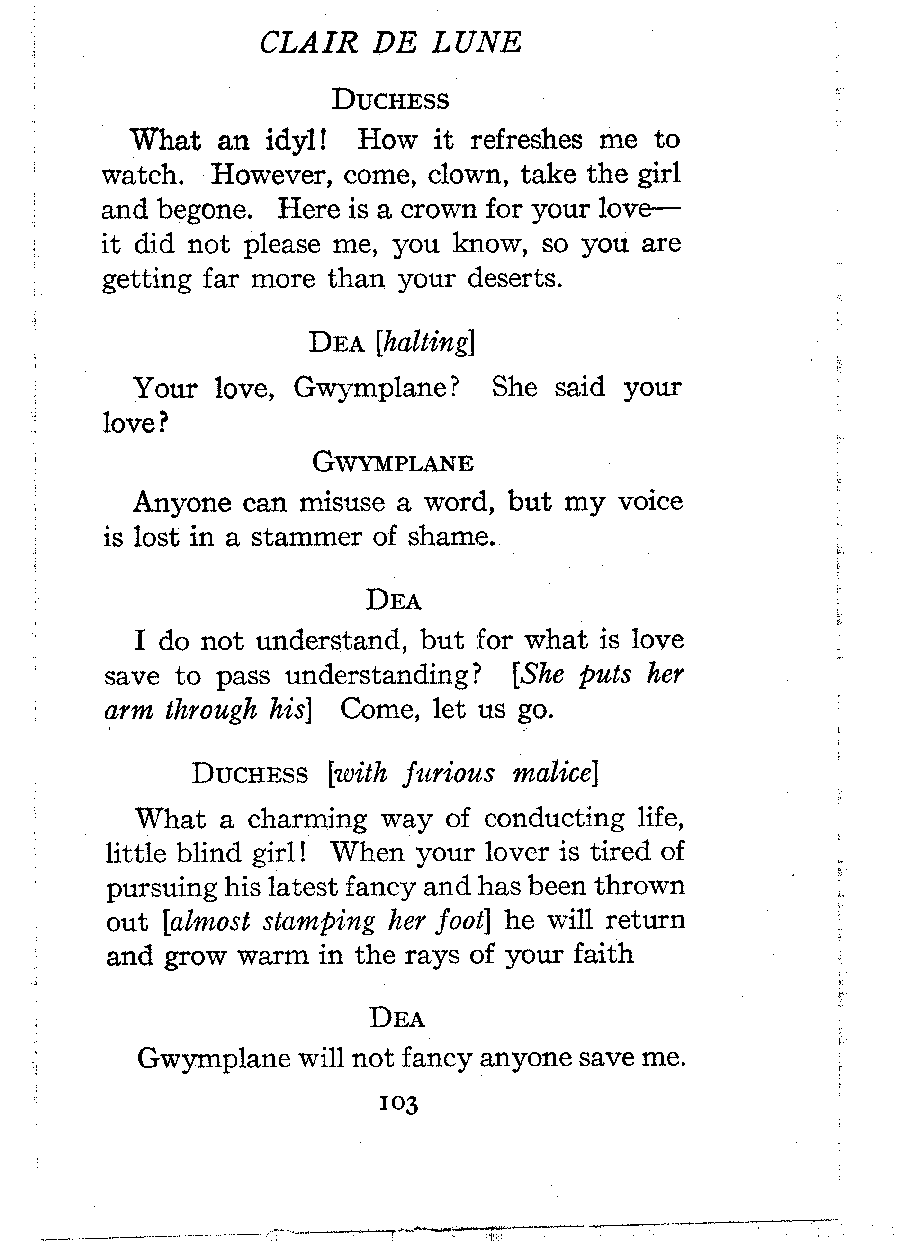 CLAIR DE LUNE
DUCHESS
What an idyl! How it refreshes me to
watch. However, come, clown, take the girl
and begone. Here is a crown for your love—
it did not please me, you know, so you are
getting far more than your deserts.
DEA [halting]
Your love, Gwymplane? She said your
love?
GWYMPLANE
Anyone can misuse a word, but my voice
is lost in a stammer of shame.
DEA
I do not understand, but for what is love
save to pass understanding? [She puts her
arm through his] Come, let us go.
DUCHESS [with furious malice]
What a charming way of conducting life,
little blind girl! When your lover is tired of
pursuing his latest fancy and has been thrown
out [almost stamping her foot] he will return
and grow warm in the rays of your faith
DEA
Gwymplane will not fancy anyone save me.
103